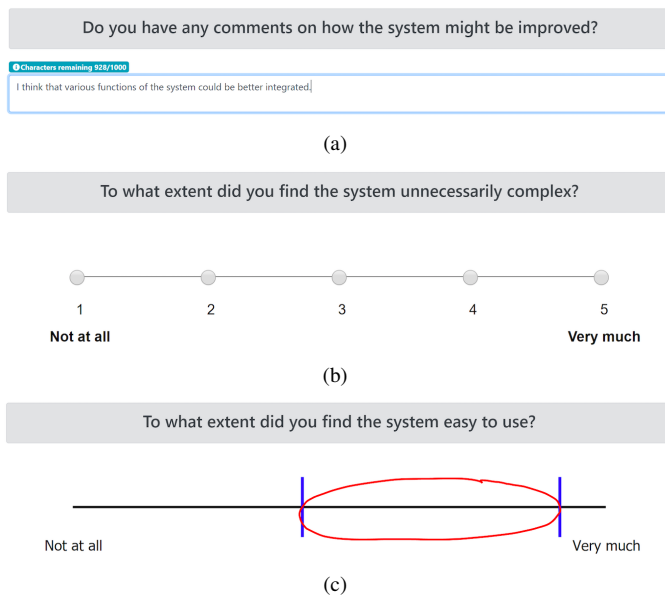 Do you have any comments on how the system might be improved?
Characters remaining 928/1000
I think that various functions of the system could be better integrated.
(a)
To what extent did you find the system unnecessarily complex?
1 2 3 4 5
Not at all Very much
(b)
To what extent did you find the system easy to use?
Not at all Very much
(c)